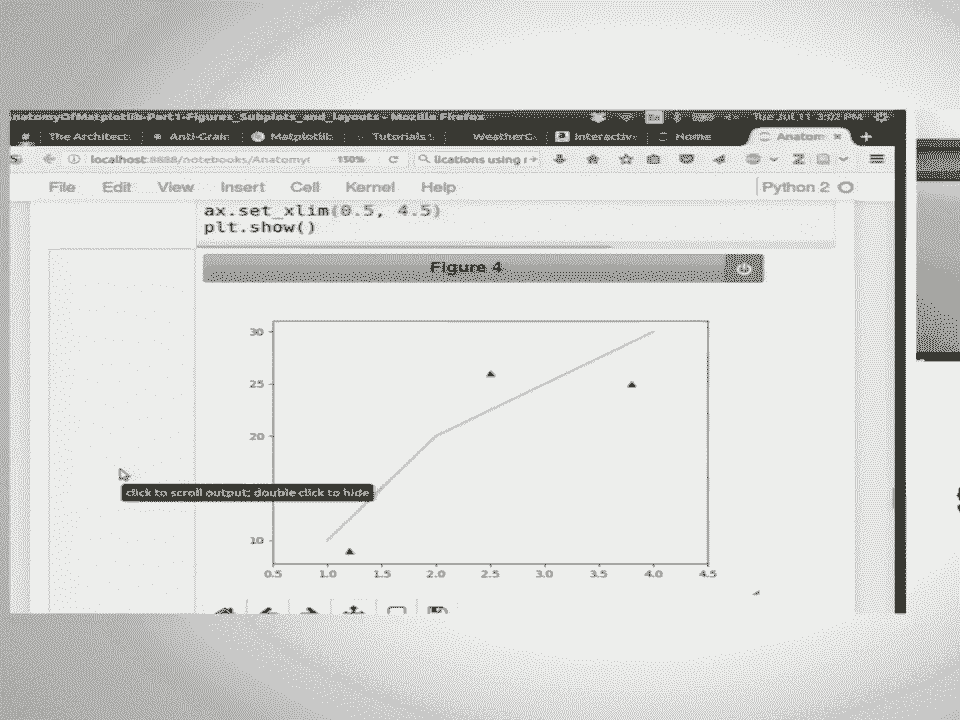 natomyOfMatplotlib-Part1-Figures_Subplots_and_layouts - Mozilla Firefox
Tue Jul 11 3:02 PM
The Architect: Anti-Grain Matplotlib: Tutorials WeatherG Interactiv Home Anatom × +
localhost:8888/notebooks/Anatomy 150% lications using
File Edit View Insert Cell Kernel Help Python 2
ax.set_xlim(0.5, 4.5)
plt.show()
Figure 4
30
25
20
click to scroll output; double click to hide
10
0.5 1.0 1.5 2.0 2.5 3.0 3.5 4.0 4.5